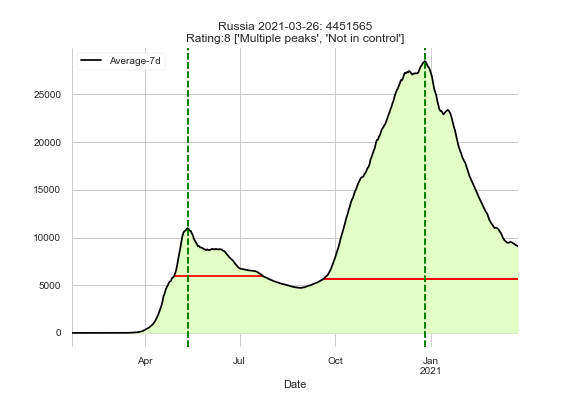 Russia 2021-03-26: 4451565
Rating:8 ['Multiple peaks', 'Not in control']
Average-7d
25000
20000
15000
10000
5000
0
Apr
Jul
Oct
Jan
2021
Date